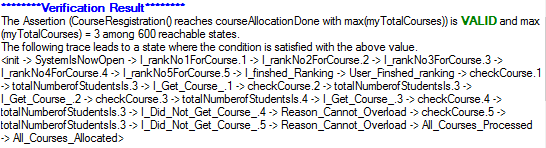 ********Verification Result********
The Assertion (CourseResgistration() reaches courseAllocationDone with max(myTotalCourses)) is VALID and max
(myTotalCourses) = 3 among 600 reachable states.
The following trace leads to a state where the condition is satisfied with the above value.
<init -> SystemIsNowOpen -> I_rankNo1ForCourse.1 -> I_rankNo2ForCourse.2 -> I_rankNo3ForCourse.3 ->
I_rankNo4ForCourse.4 -> I_rankNo5ForCourse.5 -> I_finshed_Ranking -> User_Finshed_ranking -> checkCourse.1
-> totalNumberofStudentsIs.3 -> I_Get_Course_.1 -> checkCourse.2 -> totalNumberofStudentsIs.3 ->
I_Get_Course_.2 -> checkCourse.3 -> totalNumberofStudentsIs.4 -> I_Get_Course_.3 -> checkCourse.4 ->
totalNumberofStudentsIs.3 -> I_Did_Not_Get_Course_.4 -> Reason_Cannot_Overload -> checkCourse.5 ->
totalNumberofStudentsIs.3 -> I_Did_Not_Get_Course_.5 -> Reason_Cannot_Overload -> All_Courses_Processed
-> All_Courses_Allocated>